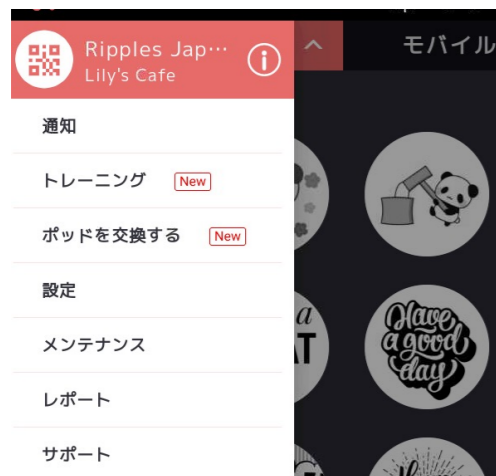 Ripples Jap…
Lily's Cafe
モバイル
通知
トレーニング New
ポッドを交換する New
設定
メンテナンス
レポート
サポート
a
T
Have
a good
day